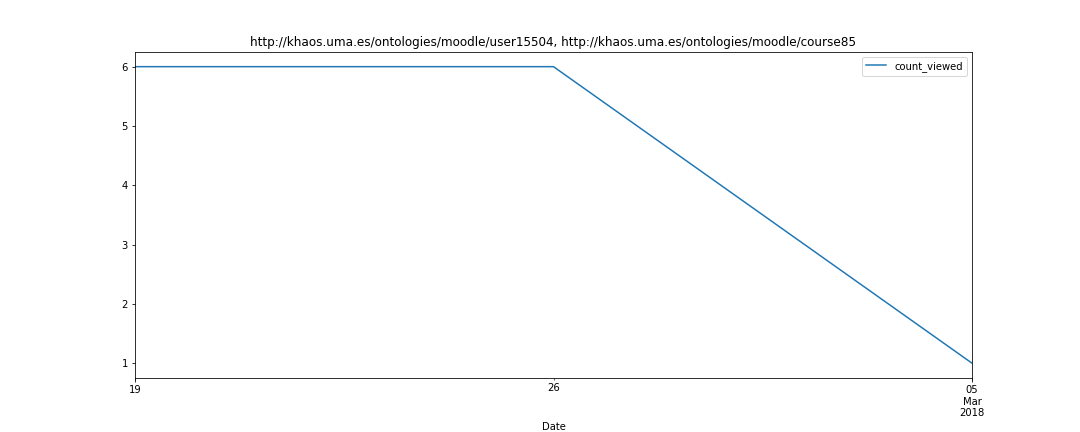 http://khaos.uma.es/ontologies/moodle/user15504, http://khaos.uma.es/ontologies/moodle/course85
count_viewed
6
5
4
3
2
1
19
26
05
Mar
2018
Date